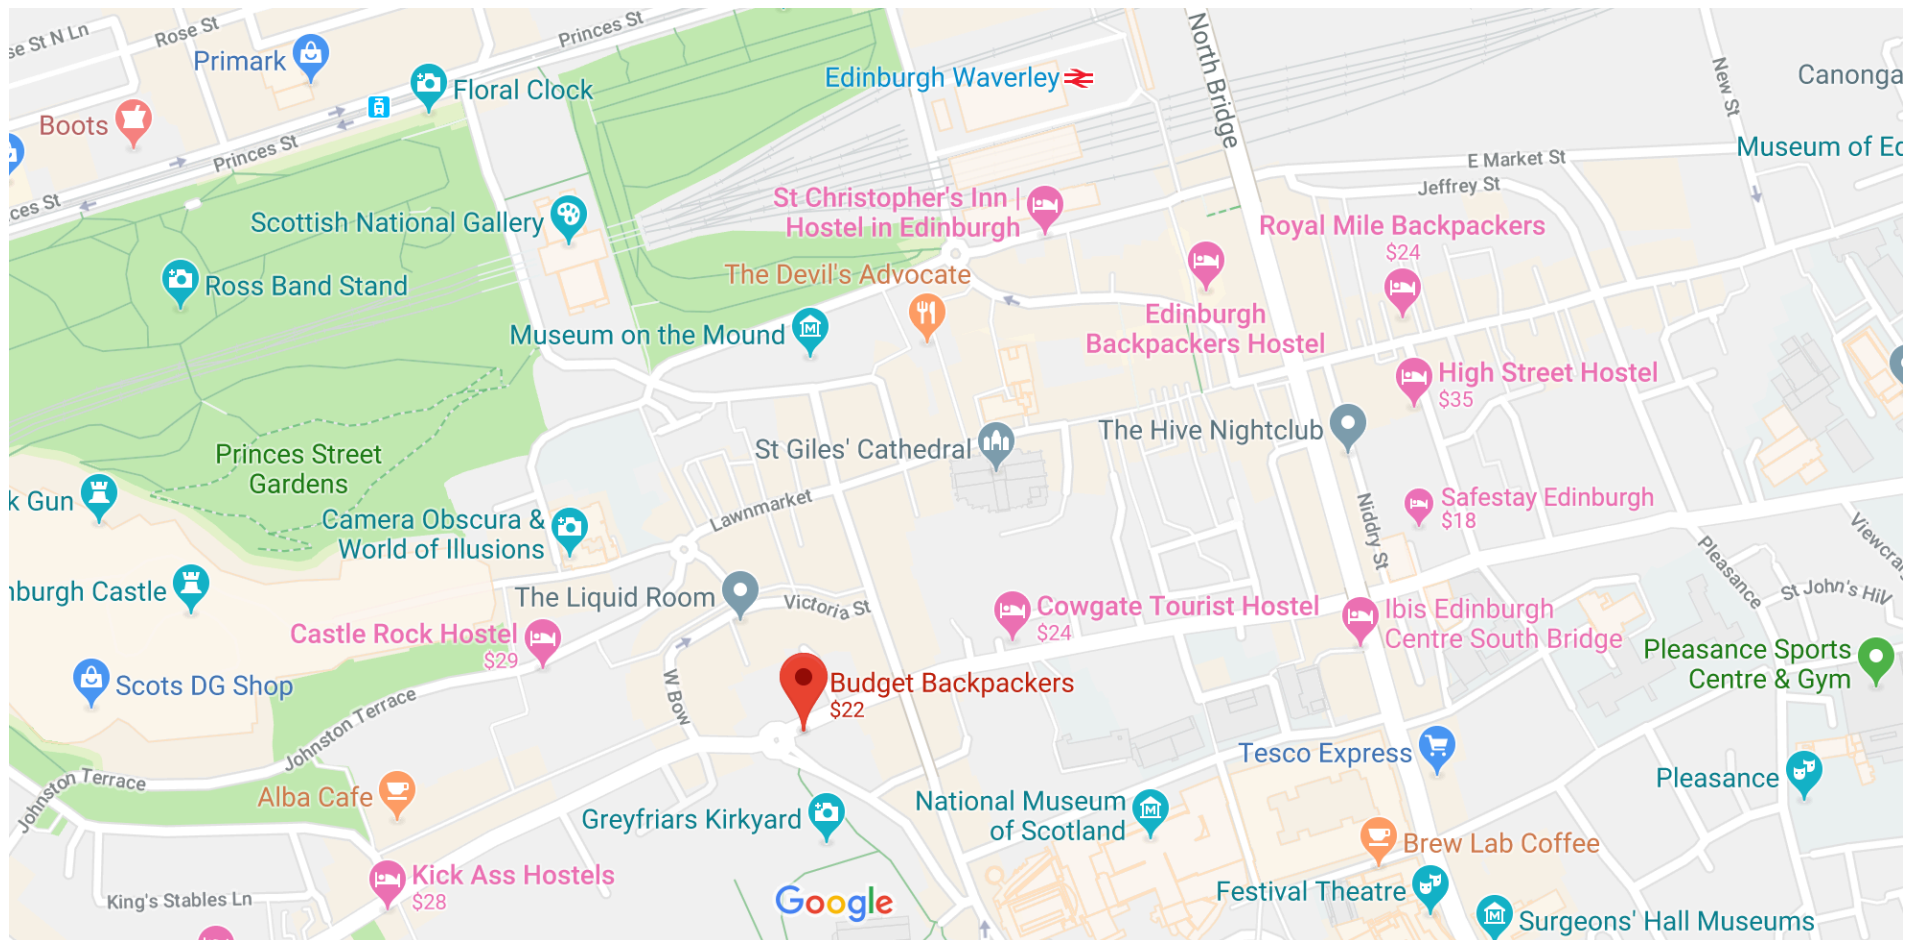 se St N Ln
Rose St
Princes St
Primark
Floral Clock
Edinburgh Waverley
North Bridge
New St
Canonga
Boots
Princes St
E Market St
Museum of Ec
ces St
Jeffrey St
St Christopher's Inn |
Hostel in Edinburgh
Scottish National Gallery
Royal Mile Backpackers
$24
Ross Band Stand
The Devil's Advocate
Edinburgh
Backpackers Hostel
Museum on the Mound
High Street Hostel
$35
The Hive Nightclub
St Giles' Cathedral
Princes Street
Gardens
k Gun
Lawnmarket
Camera Obscura &
World of Illusions
Safestay Edinburgh
$18
Niddry St
Viewcrai
Pleasance
nburgh Castle
The Liquid Room
Victoria St
St John's Hill
Cowgate Tourist Hostel
$24
Ibis Edinburgh
Centre South Bridge
Castle Rock Hostel
$29
Pleasance Sports
Centre & Gym
Scots DG Shop
W Bow
Budget Backpackers
$22
Johnston Terrace
Tesco Express
Johnston Terrace
Pleasance
Alba Cafe
Greyfriars Kirkyard
National Museum
of Scotland
Brew Lab Coffee
Kick Ass Hostels
$28
King's Stables Ln
Google
Festival Theatre
Surgeons' Hall Museums